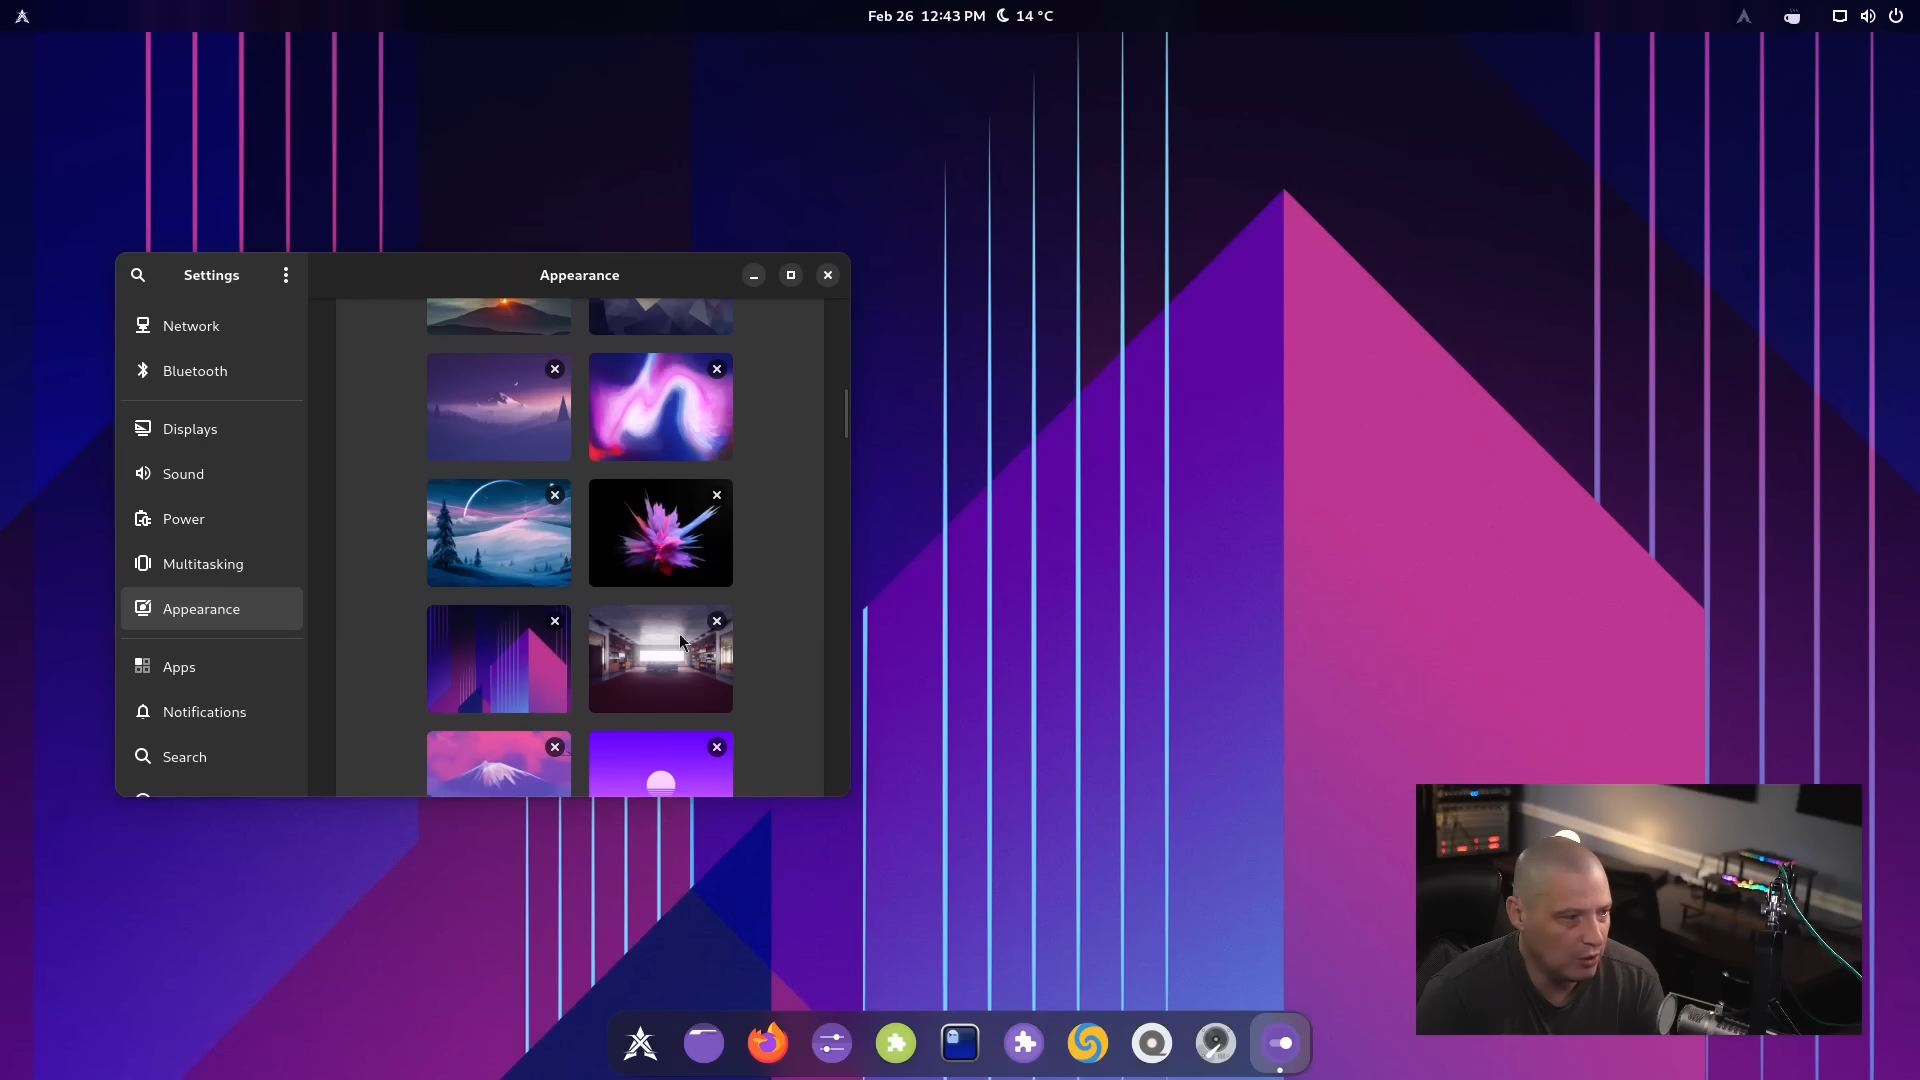 Feb 26 12:43 PM 14 °C
Settings
Appearance
Network
Bluetooth
Displays
Sound
Power
Multitasking
Appearance
Apps
Notifications
Search